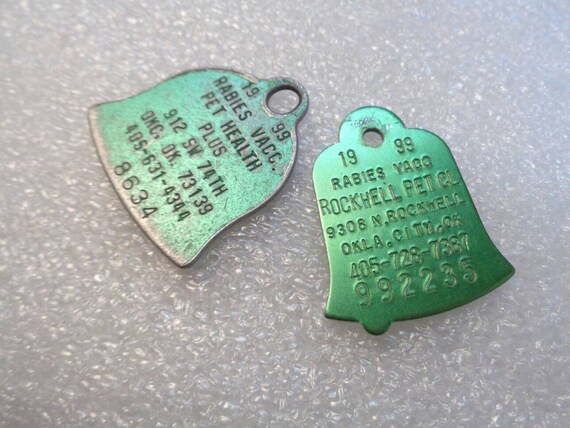 19 99
RABIES VACC.
PET HEALTH
PLUS
912 SW 74TH
OKC. OK. 73139
405-631-4344
8634
19 99
RABIES VACC
ROCKWELL PET CL
9306 N. ROCKWELL
OKLA. CITY, OK
405-728-7387
992235